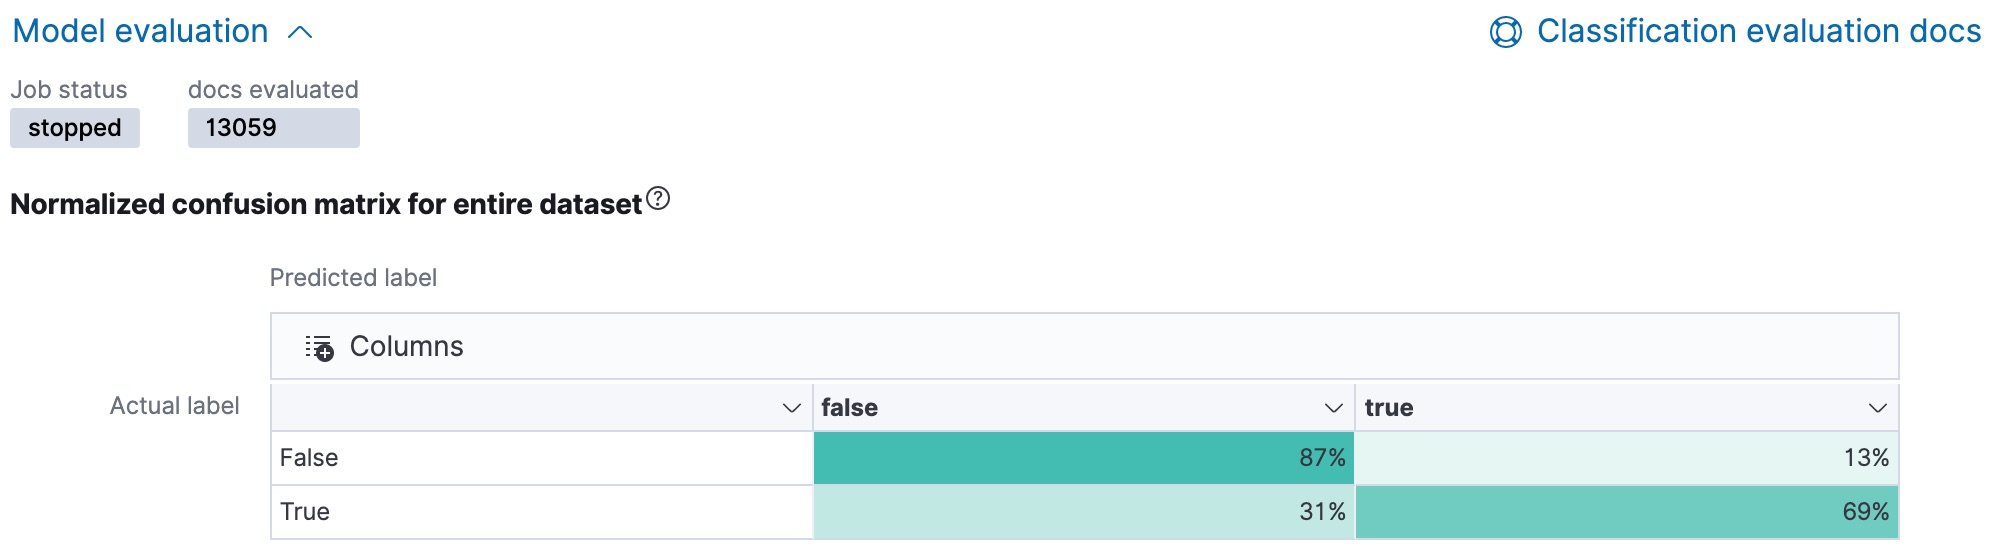 Model evaluation
Classification evaluation docs
Job status
docs evaluated
stopped
13059
Normalized confusion matrix for entire dataset
Predicted label
Columns
Actual label
false
true
False
87%
13%
True
31%
69%